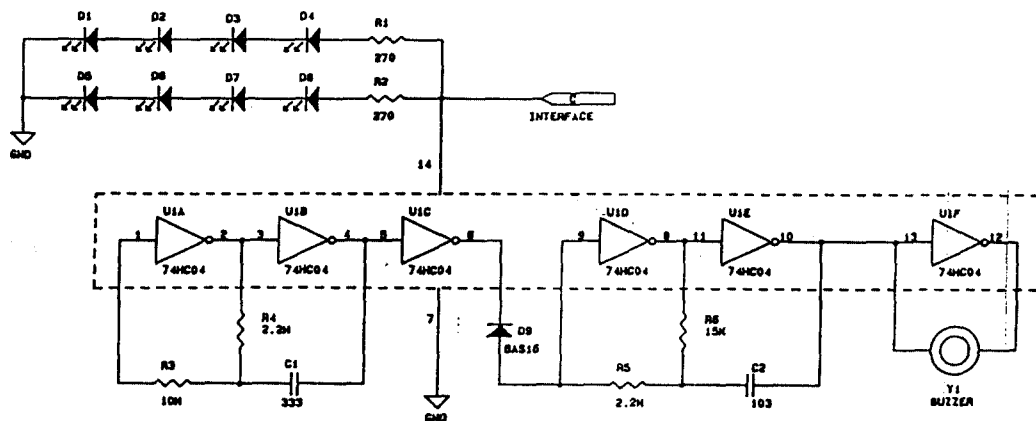 D1 D2 D3 D4 R1
270
D5 D6 D7 D8 R2
270
INTERFACE
GND
14
U1A U1B U1C U1D U1E U1F
1 2 3 4 5 6 9 8 11 10 13 12
74HC04 74HC04 74HC04 74HC04 74HC04 74HC04
R4
2.2M
7
D9
BAS16
R6
15K
R3 C1 R5 C2
10M 333 2.2M 103
GND
Y1
BUZZER